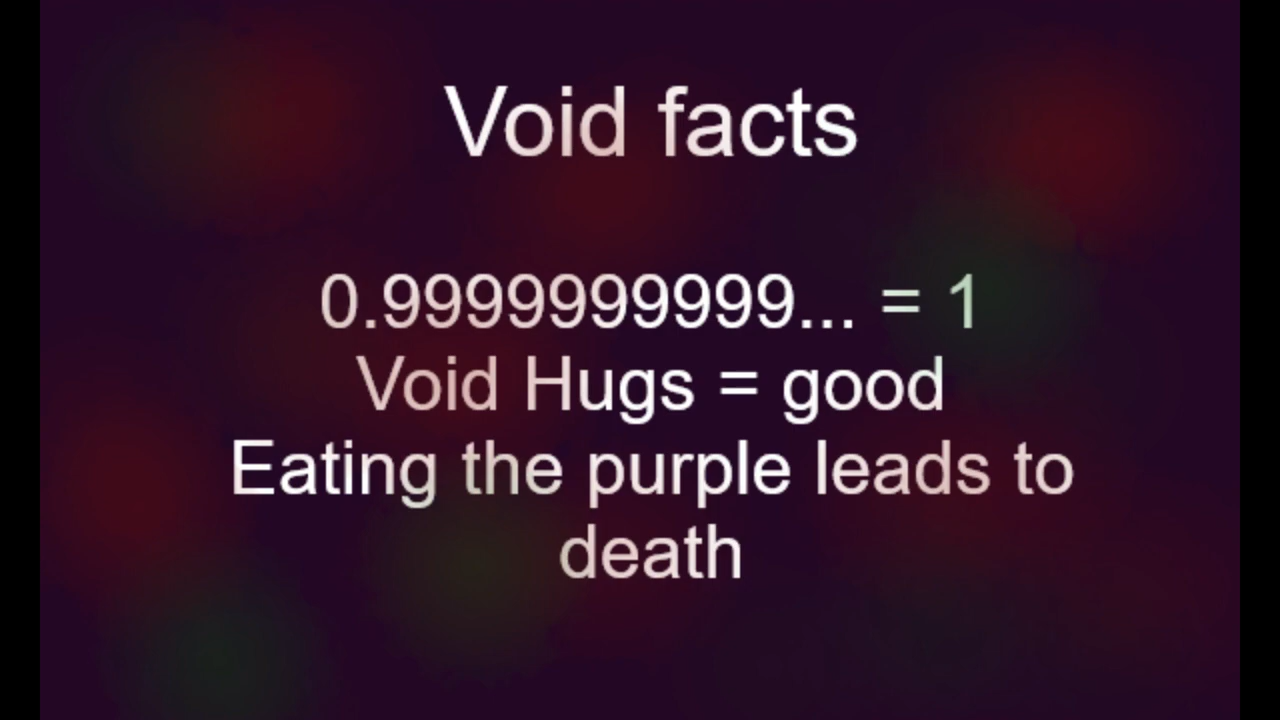 Void facts
0.9999999999... = 1
Void Hugs = good
Eating the purple leads to
death